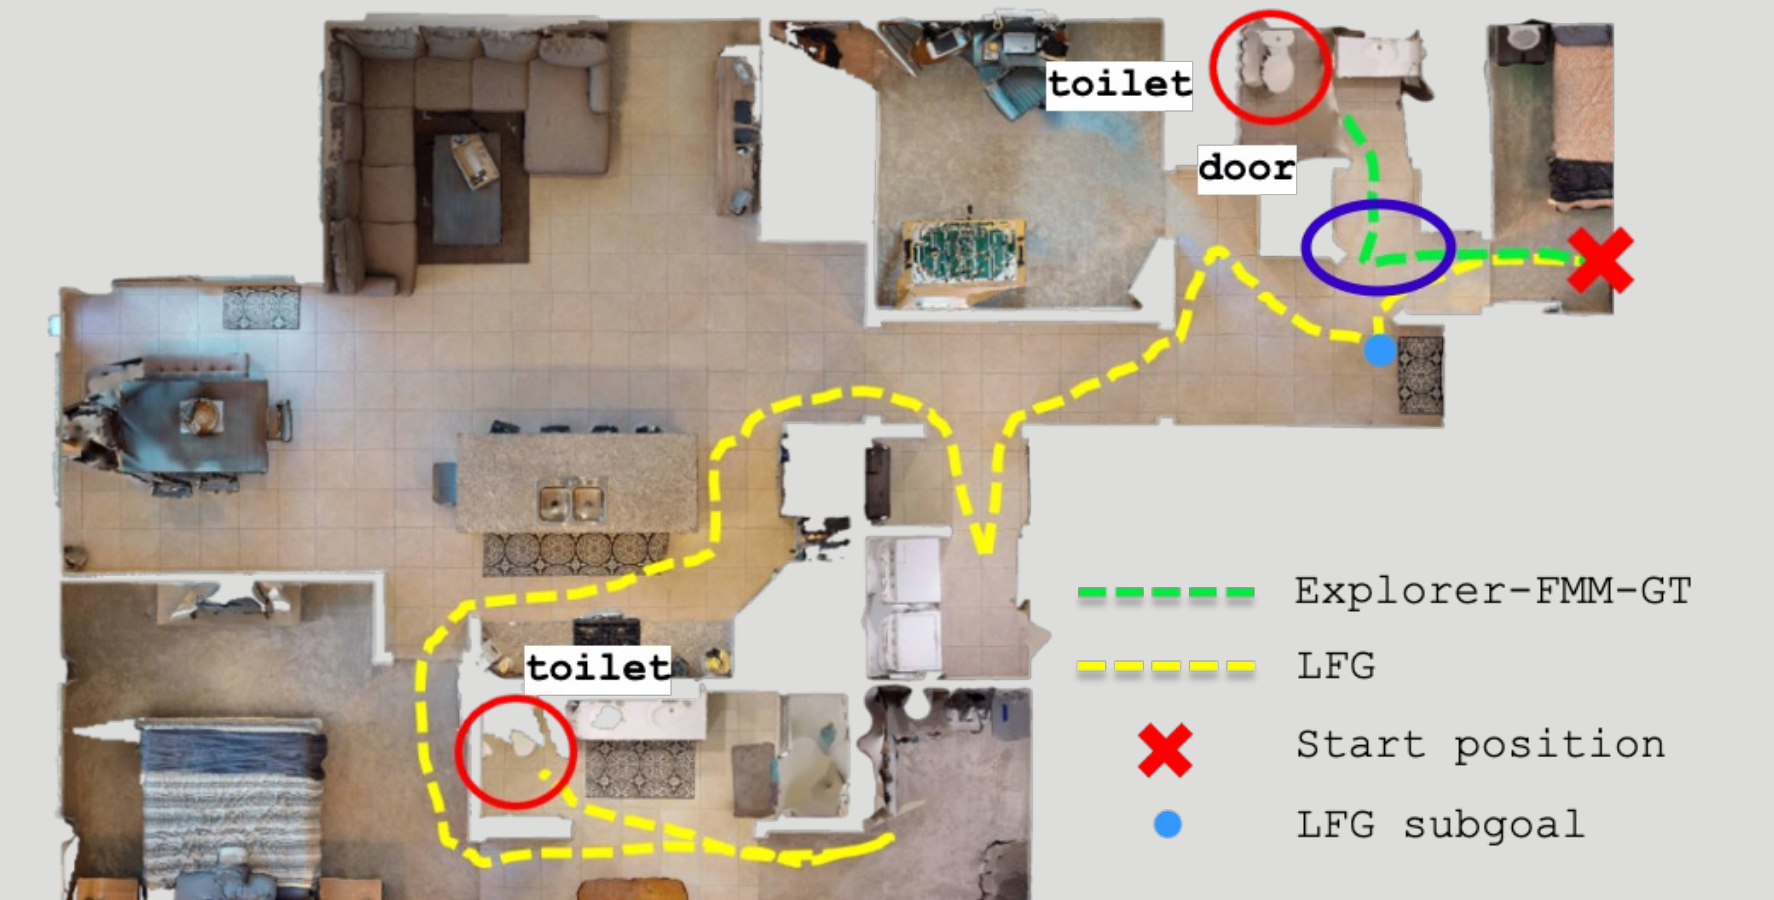 toilet
door
toilet
Explorer-FMM-GT
LFG
Start position
LFG subgoal